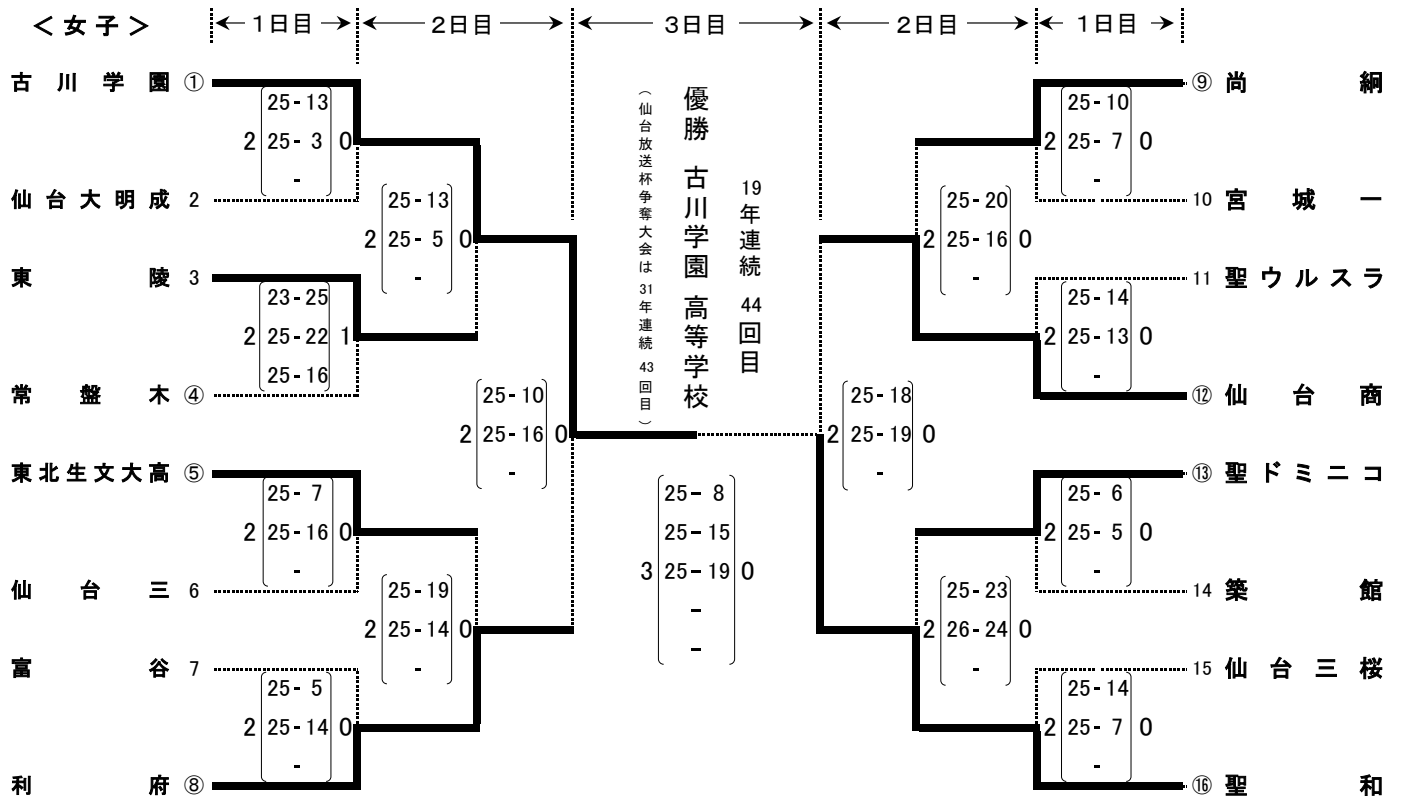 ＜女子＞
1日目
2日目
3日目
2日目
1日目
古川学園 ①
25-13
2 25-3 0
-
仙台大明成 2
25-13
2 25-5 0
-
東陵 3
23-25
2 25-22 1
25-16
常盤木 ④
25-10
2 25-16 0
-
東北生文大高 ⑤
25-7
2 25-16 0
-
仙台三 6
25-19
2 25-14 0
-
富谷 7
25-5
2 25-14 0
-
利府 ⑧
19年連続 44回目
優勝 古川学園 高等学校
（仙台放送杯争奪大会は31年連続 43回目）
25-8
25-15
3 25-19 0
-
-
⑨ 尚絅
25-10
2 25-7 0
-
10 宮城一
25-20
2 25-16 0
-
11 聖ウルスラ
25-14
2 25-13 0
-
⑫ 仙台商
25-18
2 25-19 0
-
⑬ 聖ドミニコ
25-6
2 25-5 0
-
14 築館
25-23
2 26-24 0
-
15 仙台三桜
25-14
2 25-7 0
-
⑯ 聖和